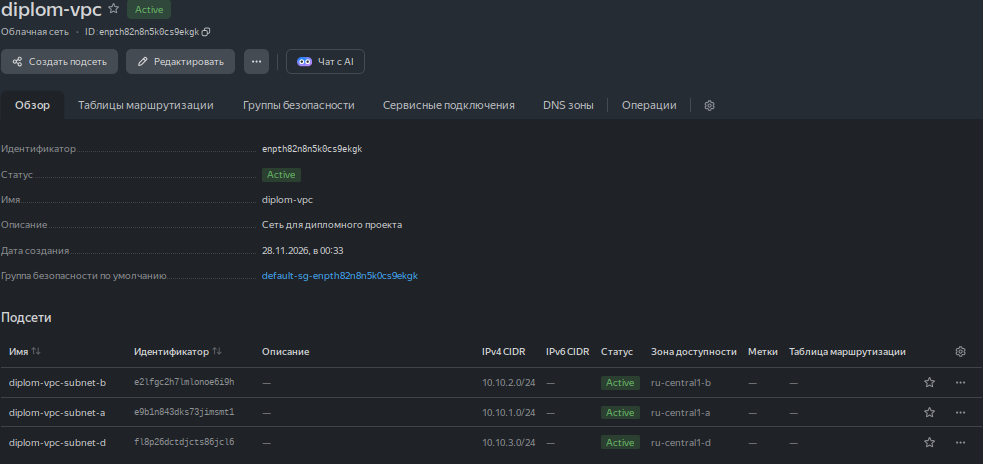 diplom-vpc Active
Облачная сеть · ID: enpth82n8n5k0cs9ekgk
Создать подсеть Редактировать ... Чат с AI
Обзор Таблицы маршрутизации Группы безопасности Сервисные подключения DNS зоны Операции
Идентификатор enpth82n8n5k0cs9ekgk
Статус Active
Имя diplom-vpc
Описание Сеть для дипломного проекта
Дата создания 28.11.2026, в 00:33
Группа безопасности по умолчанию default-sg-enpth82n8n5k0cs9ekgk
Подсети
Имя Идентификатор Описание IPv4 CIDR IPv6 CIDR Статус Зона доступности Метки Таблица маршрутизации
diplom-vpc-subnet-b e2lfgc2h7lmlonoe6i9h — 10.10.2.0/24 — Active ru-central1-b — —
diplom-vpc-subnet-a e9b1n843dks73jimsmt1 — 10.10.1.0/24 — Active ru-central1-a — —
diplom-vpc-subnet-d fl8p26dctdjcts86jcl6 — 10.10.3.0/24 — Active ru-central1-d — —